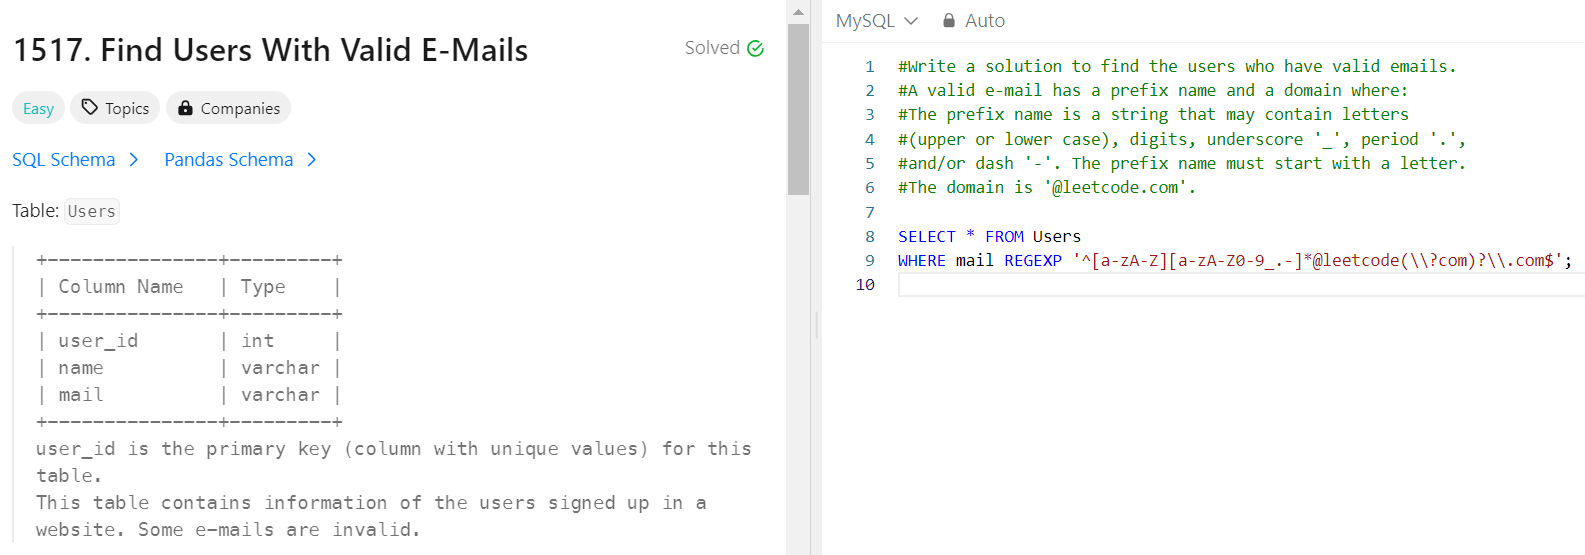 1517. Find Users With Valid E-Mails
Solved
Easy
Topics
Companies
SQL Schema
Pandas Schema
Table: Users
+---------------+---------+
| Column Name   | Type    |
+---------------+---------+
| user_id       | int     |
| name          | varchar |
| mail          | varchar |
+---------------+---------+
user_id is the primary key (column with unique values) for this
table.
This table contains information of the users signed up in a
website. Some e-mails are invalid.
MySQL
Auto
1 #Write a solution to find the users who have valid emails.
2 #A valid e-mail has a prefix name and a domain where:
3 #The prefix name is a string that may contain letters
4 #(upper or lower case), digits, underscore '_', period '.',
5 #and/or dash '-'. The prefix name must start with a letter.
6 #The domain is '@leetcode.com'.
7
8 SELECT * FROM Users
9 WHERE mail REGEXP '^[a-zA-Z][a-zA-Z0-9_.-]*@leetcode(\\?com)?\\.com$';
10